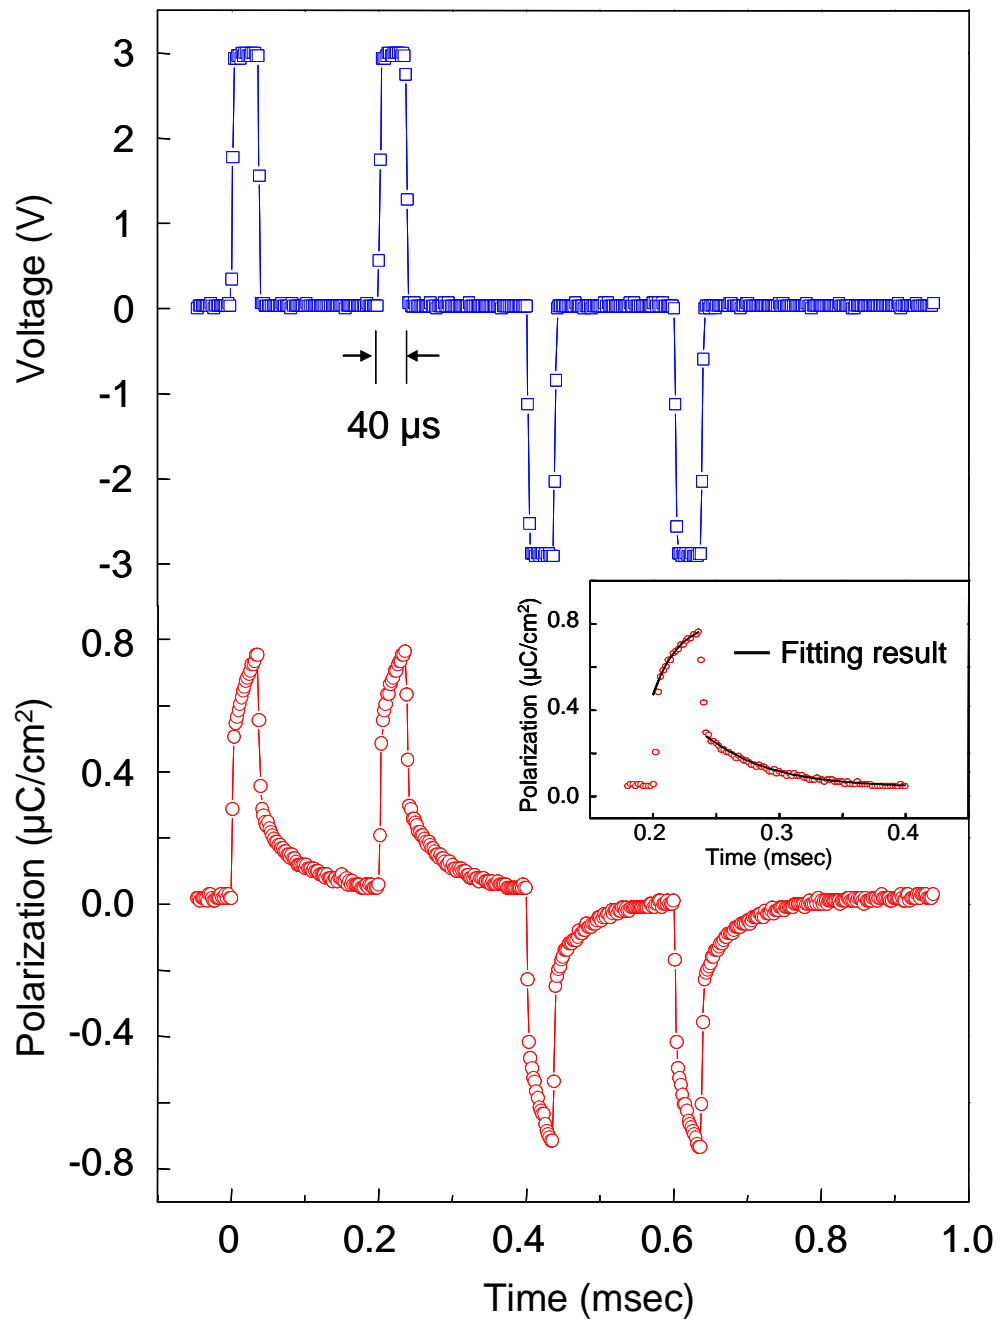 3
2
1
0
-1
-2
-3
Voltage (V)
40 µs
0.8
0.4
0.0
-0.4
-0.8
Polarization (µC/cm²)
0.8
0.4
0.0
Polarization (µC/cm²)
Fitting result
0.2 0.3 0.4
Time (msec)
0 0.2 0.4 0.6 0.8 1.0
Time (msec)